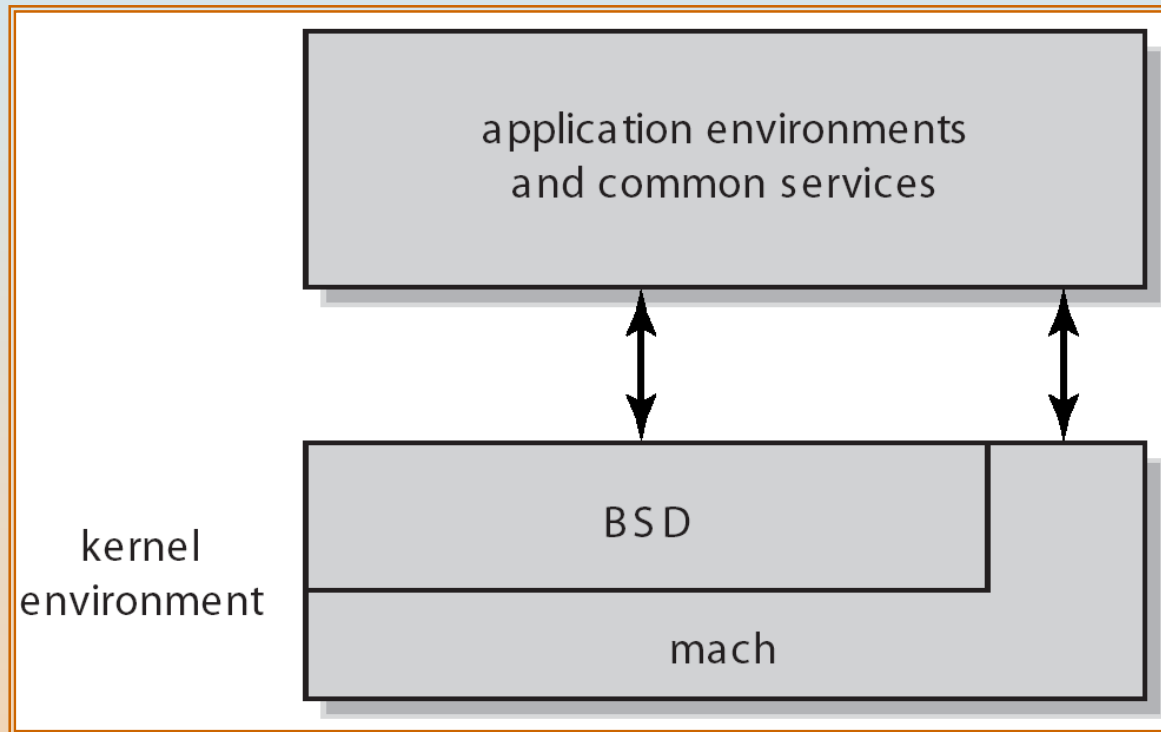 application environments
and common services
BSD
kernel
environment
mach